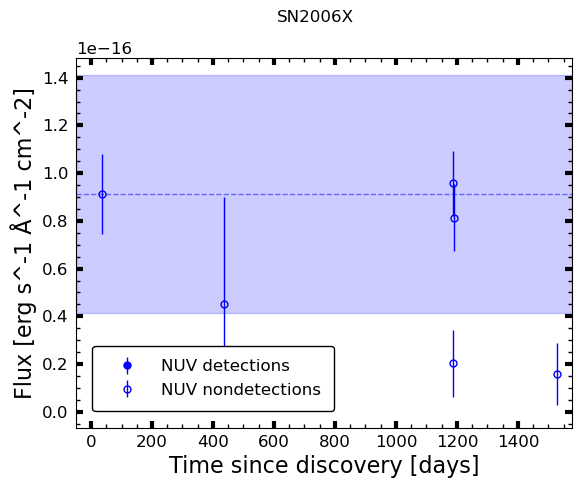 SN2006X
1e−16
1.4
1.2
1.0
0.8
0.6
0.4
0.2
0.0
Flux [erg s^-1 Å^-1 cm^-2]
NUV detections
NUV nondetections
0 200 400 600 800 1000 1200 1400
Time since discovery [days]